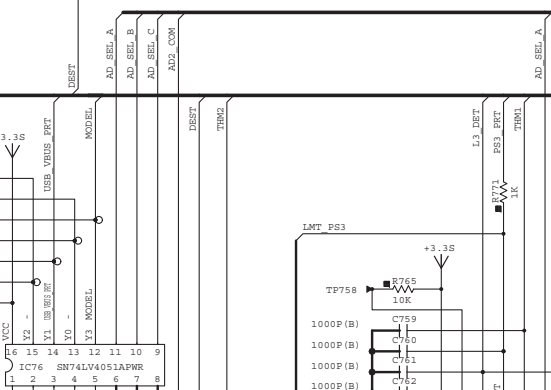 AD_SEL_A
AD_SEL_B
AD_SEL_C
AD2_COM
AD_SEL_A
DEST
3.3S
USB_VBUS_PRT
MODEL
DEST
THM2
L3_DET
PS3_PRT
THM1
R771
1K
LMT_PS3
+3.3S
TP758
R765
10K
VCC
Y2 -
Y1 USB_VBUS_PRT
Y0 -
Y3 MODEL
1000P(B)
C759
1000P(B)
C760
1000P(B)
C761
1000P(B)
C762
16 15 14 13 12 11 10 9
IC76 SN74LV4051APWR
1 2 3 4 5 6 7 8